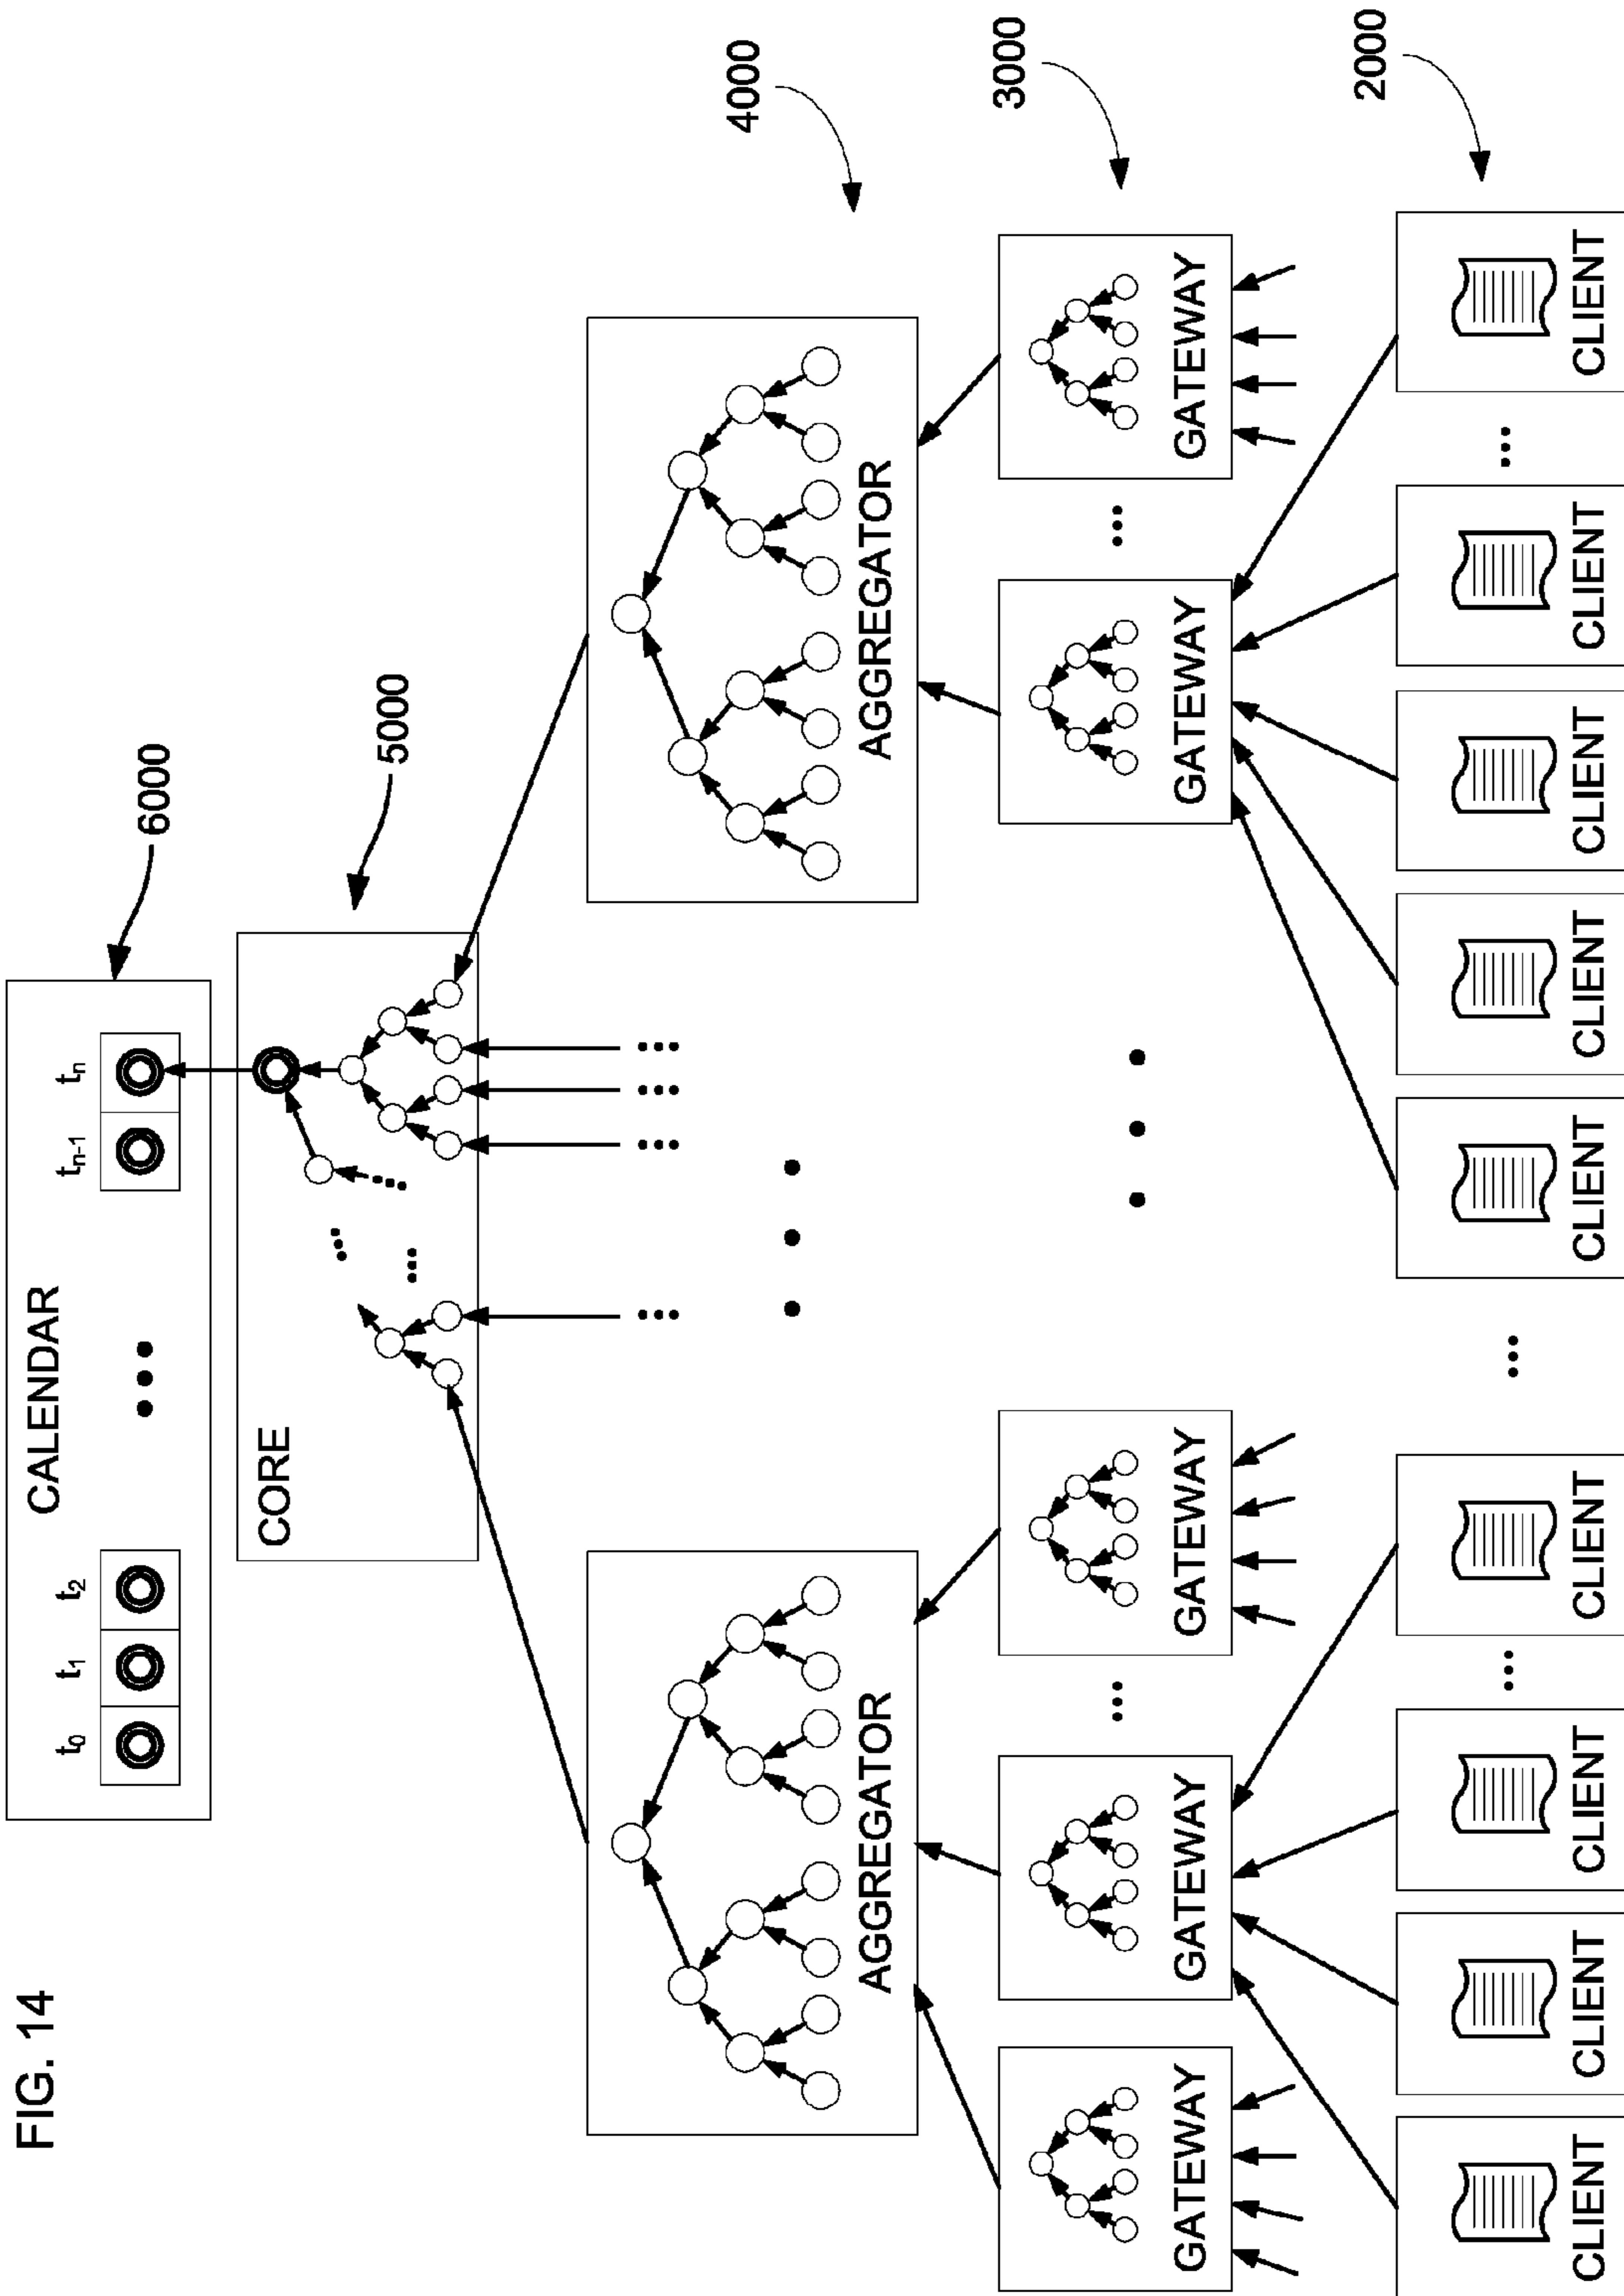 FIG. 14
CALENDAR
t0 t1 t2 ... tn-1 tn
6000
CORE
5000
...
...
... ... ...
4000
AGGREGATOR AGGREGATOR
3000
GATEWAY GATEWAY ... GATEWAY GATEWAY ... GATEWAY
2000
CLIENT CLIENT CLIENT ... CLIENT ... CLIENT CLIENT CLIENT CLIENT ... CLIENT